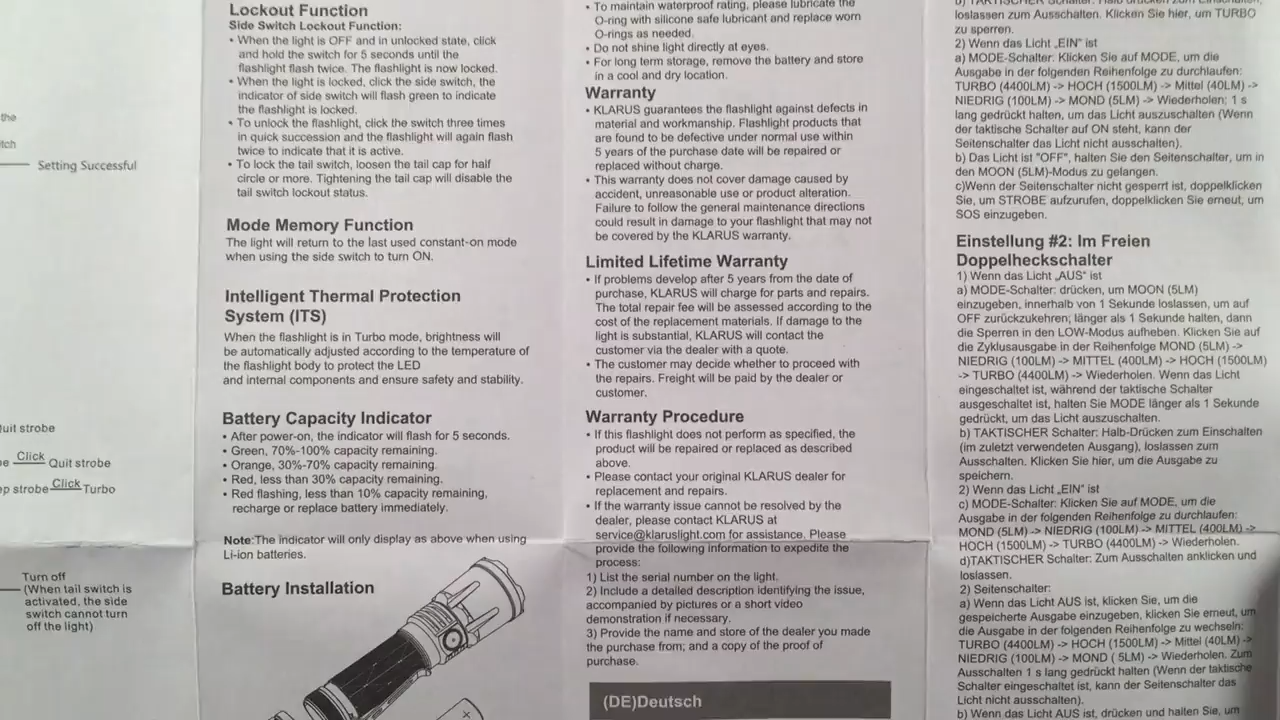 the
itch
Setting Successful
Quit strobe
Click
Quit strobe
ep strobe Click Turbo
Turn off
(When tail switch is
activated, the side
switch cannot turn
off the light)
Lockout Function
Side Switch Lockout Function:
• When the light is OFF and in unlocked state, click
and hold the switch for 5 seconds until the
flashlight flash twice. The flashlight is now locked.
• When the light is locked, click the side switch, the
indicator of side switch will flash green to indicate
the flashlight is locked.
• To unlock the flashlight, click the switch three times
in quick succession and the flashlight will again flash
twice to indicate that it is active.
• To lock the tail switch, loosen the tail cap for half
circle or more. Tightening the tail cap will disable the
tail switch lockout status.
Mode Memory Function
The light will return to the last used constant-on mode
when using the side switch to turn ON.
Intelligent Thermal Protection
System (ITS)
When the flashlight is in Turbo mode, brightness will
be automatically adjusted according to the temperature of
the flashlight body to protect the LED
and internal components and ensure safety and stability.
Battery Capacity Indicator
• After power-on, the indicator will flash for 5 seconds.
• Green, 70%-100% capacity remaining.
• Orange, 30%-70% capacity remaining.
• Red, less than 30% capacity remaining.
• Red flashing, less than 10% capacity remaining,
recharge or replace battery immediately.
Note:The indicator will only display as above when using
Li-ion batteries.
Battery Installation
• To maintain waterproof rating, please lubricate the
O-ring with silicone safe lubricant and replace worn
O-rings as needed.
• Do not shine light directly at eyes.
• For long term storage, remove the battery and store
in a cool and dry location.
Warranty
• KLARUS guarantees the flashlight against defects in
material and workmanship. Flashlight products that
are found to be defective under normal use within
5 years of the purchase date will be repaired or
replaced without charge.
• This warranty does not cover damage caused by
accident, unreasonable use or product alteration.
Failure to follow the general maintenance directions
could result in damage to your flashlight that may not
be covered by the KLARUS warranty.
Limited Lifetime Warranty
• If problems develop after 5 years from the date of
purchase, KLARUS will charge for parts and repairs.
The total repair fee will be assessed according to the
cost of the replacement materials. If damage to the
light is substantial, KLARUS will contact the
customer via the dealer with a quote.
• The customer may decide whether to proceed with
the repairs. Freight will be paid by the dealer or
customer.
Warranty Procedure
• If this flashlight does not perform as specified, the
product will be repaired or replaced as described
above.
• Please contact your original KLARUS dealer for
replacement and repairs.
• If the warranty issue cannot be resolved by the
dealer, please contact KLARUS at
service@klaruslight.com for assistance. Please
provide the following information to expedite the
process:
1) List the serial number on the light.
2) Include a detailed description identifying the issue,
accompanied by pictures or a short video
demonstration if necessary.
3) Provide the name and store of the dealer you made
the purchase from; and a copy of the proof of
purchase.
(DE)Deutsch
b) TAKTISCHER Schalter: Halb drücken zum Einschalten,
loslassen zum Ausschalten. Klicken Sie hier, um TURBO
zu sperren.
2) Wenn das Licht „EIN“ ist
a) MODE-Schalter: Klicken Sie auf MODE, um die
Ausgabe in der folgenden Reihenfolge zu durchlaufen:
TURBO (4400LM) -> HOCH (1500LM) -> Mittel (40LM) ->
NIEDRIG (100LM) -> MOND (5LM) -> Wiederholen; 1 s
lang gedrückt halten, um das Licht auszuschalten (Wenn
der taktische Schalter auf ON steht, kann der
Seitenschalter das Licht nicht ausschalten).
b) Das Licht ist "OFF", halten Sie den Seitenschalter, um in
den MOON (5LM)-Modus zu gelangen.
c)Wenn der Seitenschalter nicht gesperrt ist, doppelklicken
Sie, um STROBE aufzurufen, doppelklicken Sie erneut, um
SOS einzugeben.
Einstellung #2: Im Freien
Doppelheckschalter
1) Wenn das Licht „AUS“ ist
a) MODE-Schalter: drücken, um MOON (5LM)
einzugeben, innerhalb von 1 Sekunde loslassen, um auf
OFF zurückzukehren; länger als 1 Sekunde halten, dann
die Sperren in den LOW-Modus aufheben. Klicken Sie auf
die Zyklusausgabe in der Reihenfolge MOND (5LM) ->
NIEDRIG (100LM) -> MITTEL (400LM) -> HOCH (1500LM)
-> TURBO (4400LM) -> Wiederholen. Wenn das Licht
eingeschaltet ist, während der taktische Schalter
ausgeschaltet ist, halten Sie MODE länger als 1 Sekunde
gedrückt, um das Licht auszuschalten.
b) TAKTISCHER Schalter: Halb-Drücken zum Einschalten
(im zuletzt verwendeten Ausgang), loslassen zum
Ausschalten. Klicken Sie hier, um die Ausgabe zu
speichern.
2) Wenn das Licht „EIN“ ist
c) MODE-Schalter: Klicken Sie auf MODE, um die
Ausgabe in der folgenden Reihenfolge zu durchlaufen:
MOND (5LM) -> NIEDRIG (100LM) -> MITTEL (400LM) ->
HOCH (1500LM) -> TURBO (4400LM) -> Wiederholen.
d)TAKTISCHER Schalter: Zum Ausschalten anklicken und
loslassen.
2) Seitenschalter:
a) Wenn das Licht AUS ist, klicken Sie, um die
gespeicherte Ausgabe einzugeben, klicken Sie erneut, um
die Ausgabe in der folgenden Reihenfolge zu wechseln:
TURBO (4400LM) -> HOCH (1500LM) -> Mittel (40LM) ->
NIEDRIG (100LM) -> MOND ( 5LM) -> Wiederholen. Zum
Ausschalten 1 s lang gedrückt halten (Wenn der taktische
Schalter eingeschaltet ist, kann der Seitenschalter das
Licht nicht ausschalten).
b) Wenn das Licht AUS ist, drücken und halten Sie, um